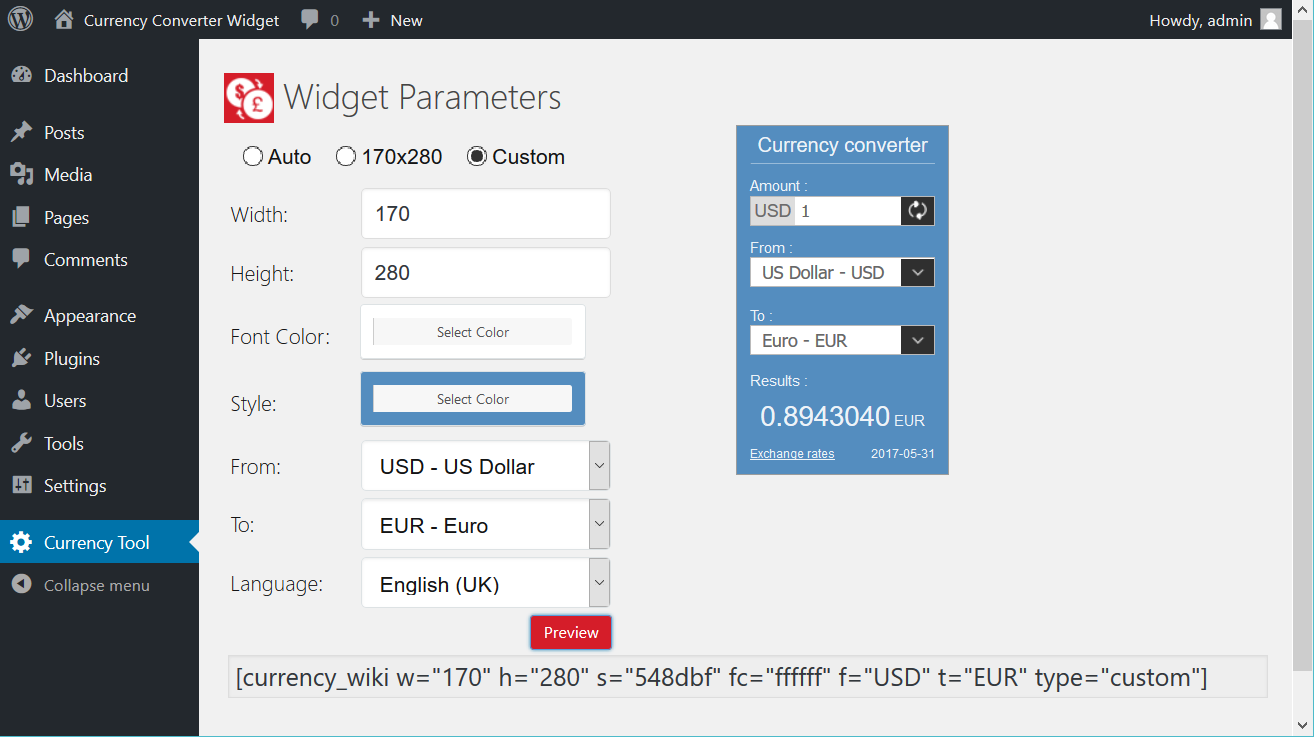 Currency Converter Widget 0 New Howdy, admin
Dashboard
Posts
Media
Pages
Comments
Appearance
Plugins
Users
Tools
Settings
Currency Tool
Collapse menu
$
£
Widget Parameters
Auto 170x280 Custom
Width: 170
Height: 280
Font Color: Select Color
Style: Select Color
From: USD - US Dollar
To: EUR - Euro
Language: English (UK)
Preview
Currency converter
Amount :
USD 1
From :
US Dollar - USD
To :
Euro - EUR
Results :
0.8943040 EUR
Exchange rates 2017-05-31
[currency_wiki w="170" h="280" s="548dbf" fc="ffffff" f="USD" t="EUR" type="custom"]